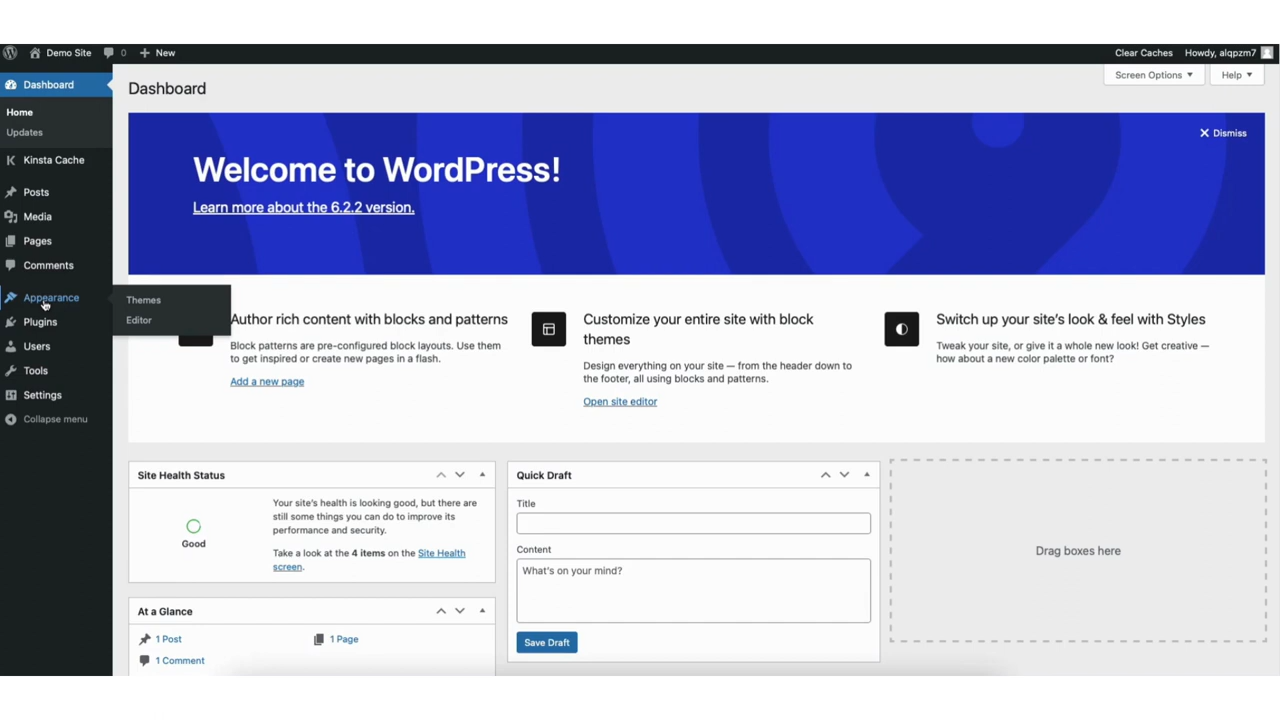 Demo Site 0 New Clear Caches Howdy, alqpzm7
Dashboard
Home
Updates
Kinsta Cache
Posts
Media
Pages
Comments
Appearance
Plugins
Users
Tools
Settings
Collapse menu
Themes
Editor
Screen Options Help
Dashboard
Dismiss
Welcome to WordPress!
Learn more about the 6.2.2 version.
Author rich content with blocks and patterns
Block patterns are pre-configured block layouts. Use them
to get inspired or create new pages in a flash.
Add a new page
Customize your entire site with block
themes
Design everything on your site — from the header down to
the footer, all using blocks and patterns.
Open site editor
Switch up your site's look & feel with Styles
Tweak your site, or give it a whole new look! Get creative —
how about a new color palette or font?
Site Health Status
Good
Your site's health is looking good, but there are
still some things you can do to improve its
performance and security.
Take a look at the 4 items on the Site Health
screen.
At a Glance
1 Post 1 Page
1 Comment
Quick Draft
Title
Content
What's on your mind?
Save Draft
Drag boxes here